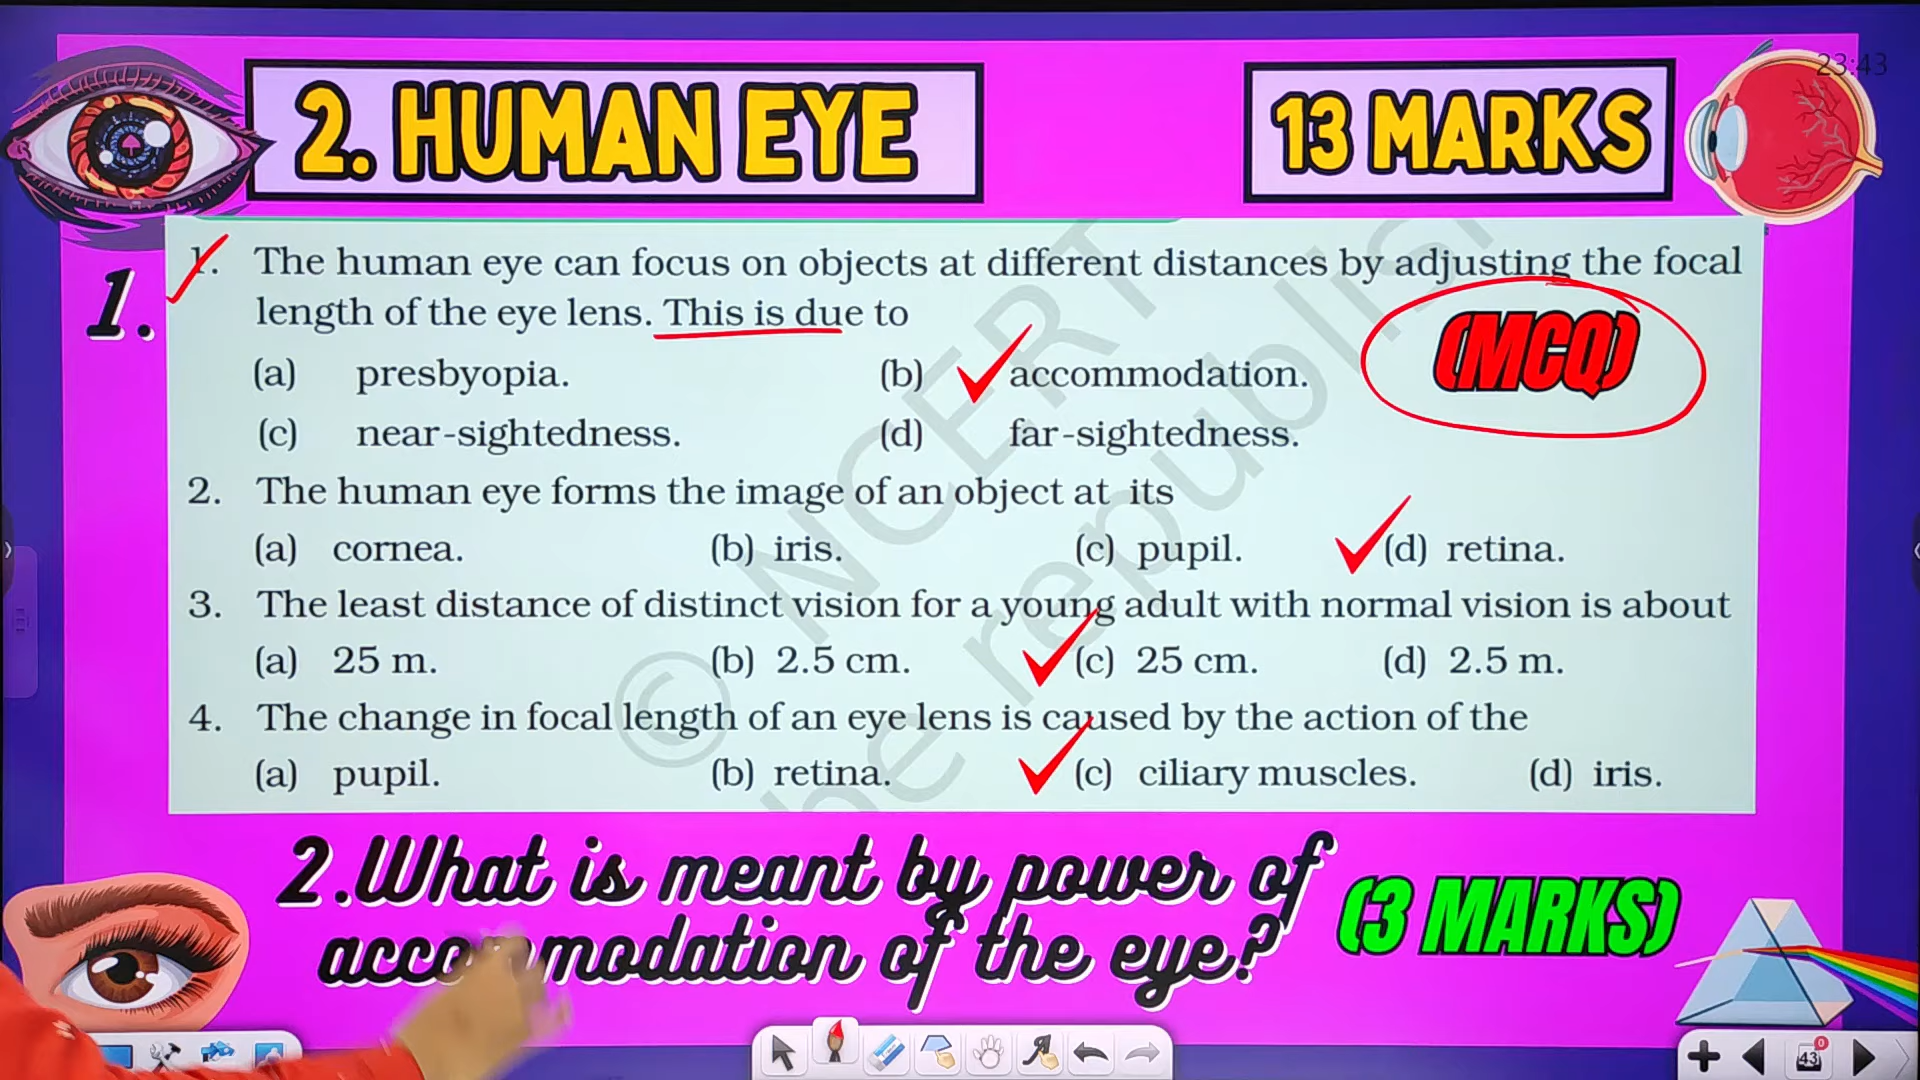 23:43
2. HUMAN EYE
13 MARKS
1.
1. The human eye can focus on objects at different distances by adjusting the focal
length of the eye lens. This is due to
(MCQ)
(a) presbyopia. (b) accommodation.
(c) near-sightedness. (d) far-sightedness.
2. The human eye forms the image of an object at its
(a) cornea. (b) iris. (c) pupil. (d) retina.
3. The least distance of distinct vision for a young adult with normal vision is about
(a) 25 m. (b) 2.5 cm. (c) 25 cm. (d) 2.5 m.
4. The change in focal length of an eye lens is caused by the action of the
(a) pupil. (b) retina. (c) ciliary muscles. (d) iris.
© NCERT
be republis
2. What is meant by power of
accommodation of the eye?
(3 MARKS)
43
0